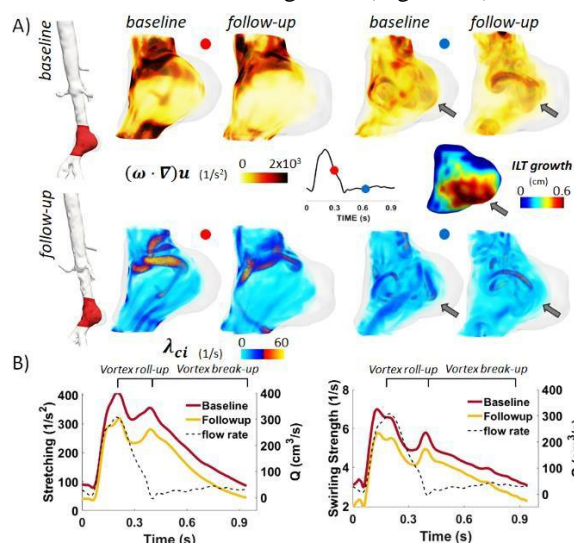 A)
baseline
baseline
follow-up
baseline
follow-up
(ω · ∇)u (1/s²)
0 2x10³
TIME (s)
0.3 0.6
ILT growth
(cm)
0 0.6
follow-up
λci (1/s)
0 60
B)
Vortex roll-up Vortex break-up
Stretching (1/s²)
400
300
200
100
Baseline
Followup
flow rate
400
300
200
100
0
Q (cm³/s)
0 0.3 0.6 0.9
Time (s)
Vortex roll-up Vortex break-up
Swirling Strength (1/s)
8
6
4
2
Baseline
Followup
flow rate
400
300
200
100
0
0 0.3 0.6 0.9
Time (s)